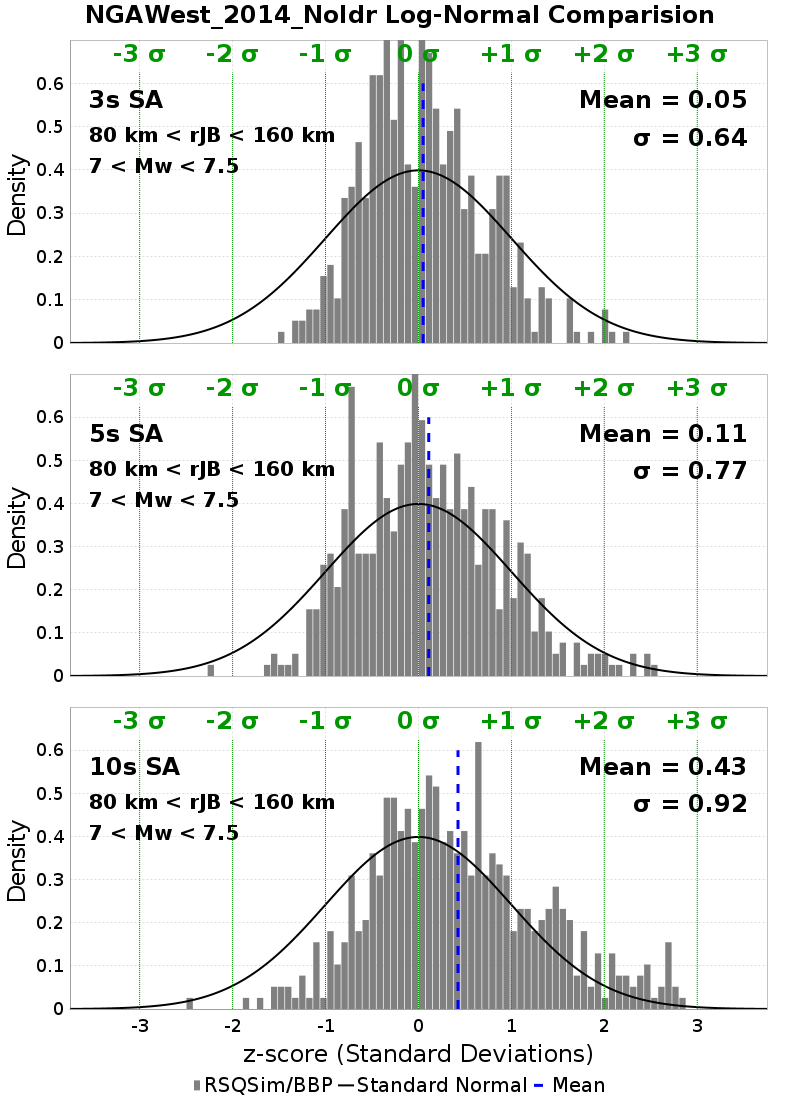 NGAWest_2014_NoIdr Log-Normal Comparision
-3 σ -2 σ -1 σ 0 σ +1 σ +2 σ +3 σ
3s SA Mean = 0.05
80 km < rJB < 160 km σ = 0.64
7 < Mw < 7.5
Density
0.6
0.5
0.4
0.3
0.2
0.1
0
-3 σ -2 σ -1 σ 0 σ +1 σ +2 σ +3 σ
5s SA Mean = 0.11
80 km < rJB < 160 km σ = 0.77
7 < Mw < 7.5
Density
0.6
0.5
0.4
0.3
0.2
0.1
0
-3 σ -2 σ -1 σ 0 σ +1 σ +2 σ +3 σ
10s SA Mean = 0.43
80 km < rJB < 160 km σ = 0.92
7 < Mw < 7.5
Density
0.6
0.5
0.4
0.3
0.2
0.1
0
-3 -2 -1 0 1 2 3
z-score (Standard Deviations)
RSQSim/BBP Standard Normal Mean